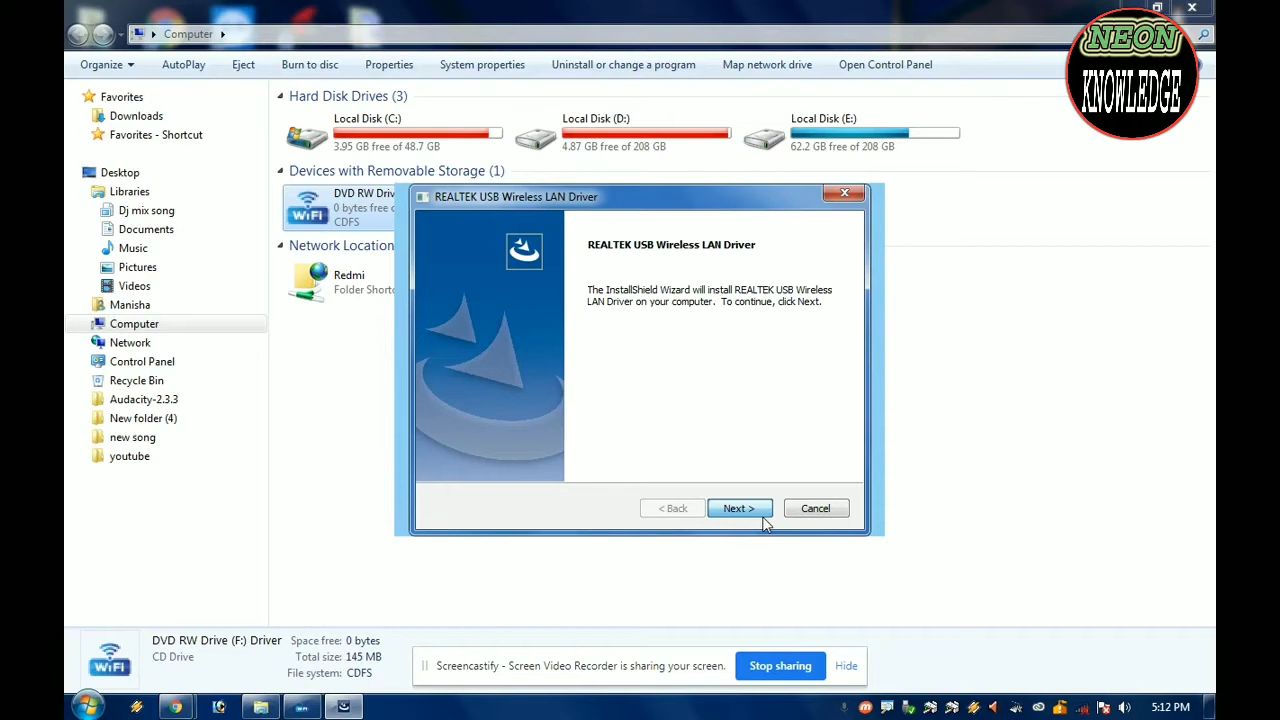 NEON
KNOWLEDGE
Computer
Organize
AutoPlay
Eject
Burn to disc
Properties
System properties
Uninstall or change a program
Map network drive
Open Control Panel
Favorites
Downloads
Favorites - Shortcut
Desktop
Libraries
Dj mix song
Documents
Music
Pictures
Videos
Manisha
Computer
Network
Control Panel
Recycle Bin
Audacity-2.3.3
New folder (4)
new song
youtube
Hard Disk Drives (3)
Local Disk (C:)
3.95 GB free of 48.7 GB
Local Disk (D:)
4.87 GB free of 208 GB
Local Disk (E:)
62.2 GB free of 208 GB
Devices with Removable Storage (1)
WiFi
DVD RW Driv
0 bytes free
CDFS
Network Location
Redmi
Folder Shortc
REALTEK USB Wireless LAN Driver
REALTEK USB Wireless LAN Driver
The InstallShield Wizard will install REALTEK USB Wireless
LAN Driver on your computer. To continue, click Next.
< Back
Next >
Cancel
WiFi
DVD RW Drive (F:) Driver
CD Drive
Space free: 0 bytes
Total size: 145 MB
File system: CDFS
Screencastify - Screen Video Recorder is sharing your screen.
Stop sharing
Hide
5:12 PM